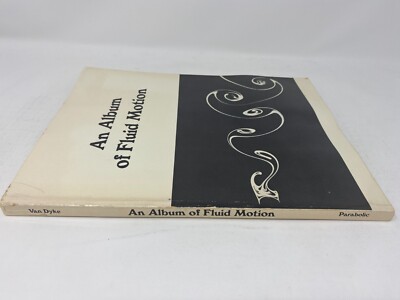 An Album
of Fluid Motion
Van Dyke An Album of Fluid Motion Parabolic